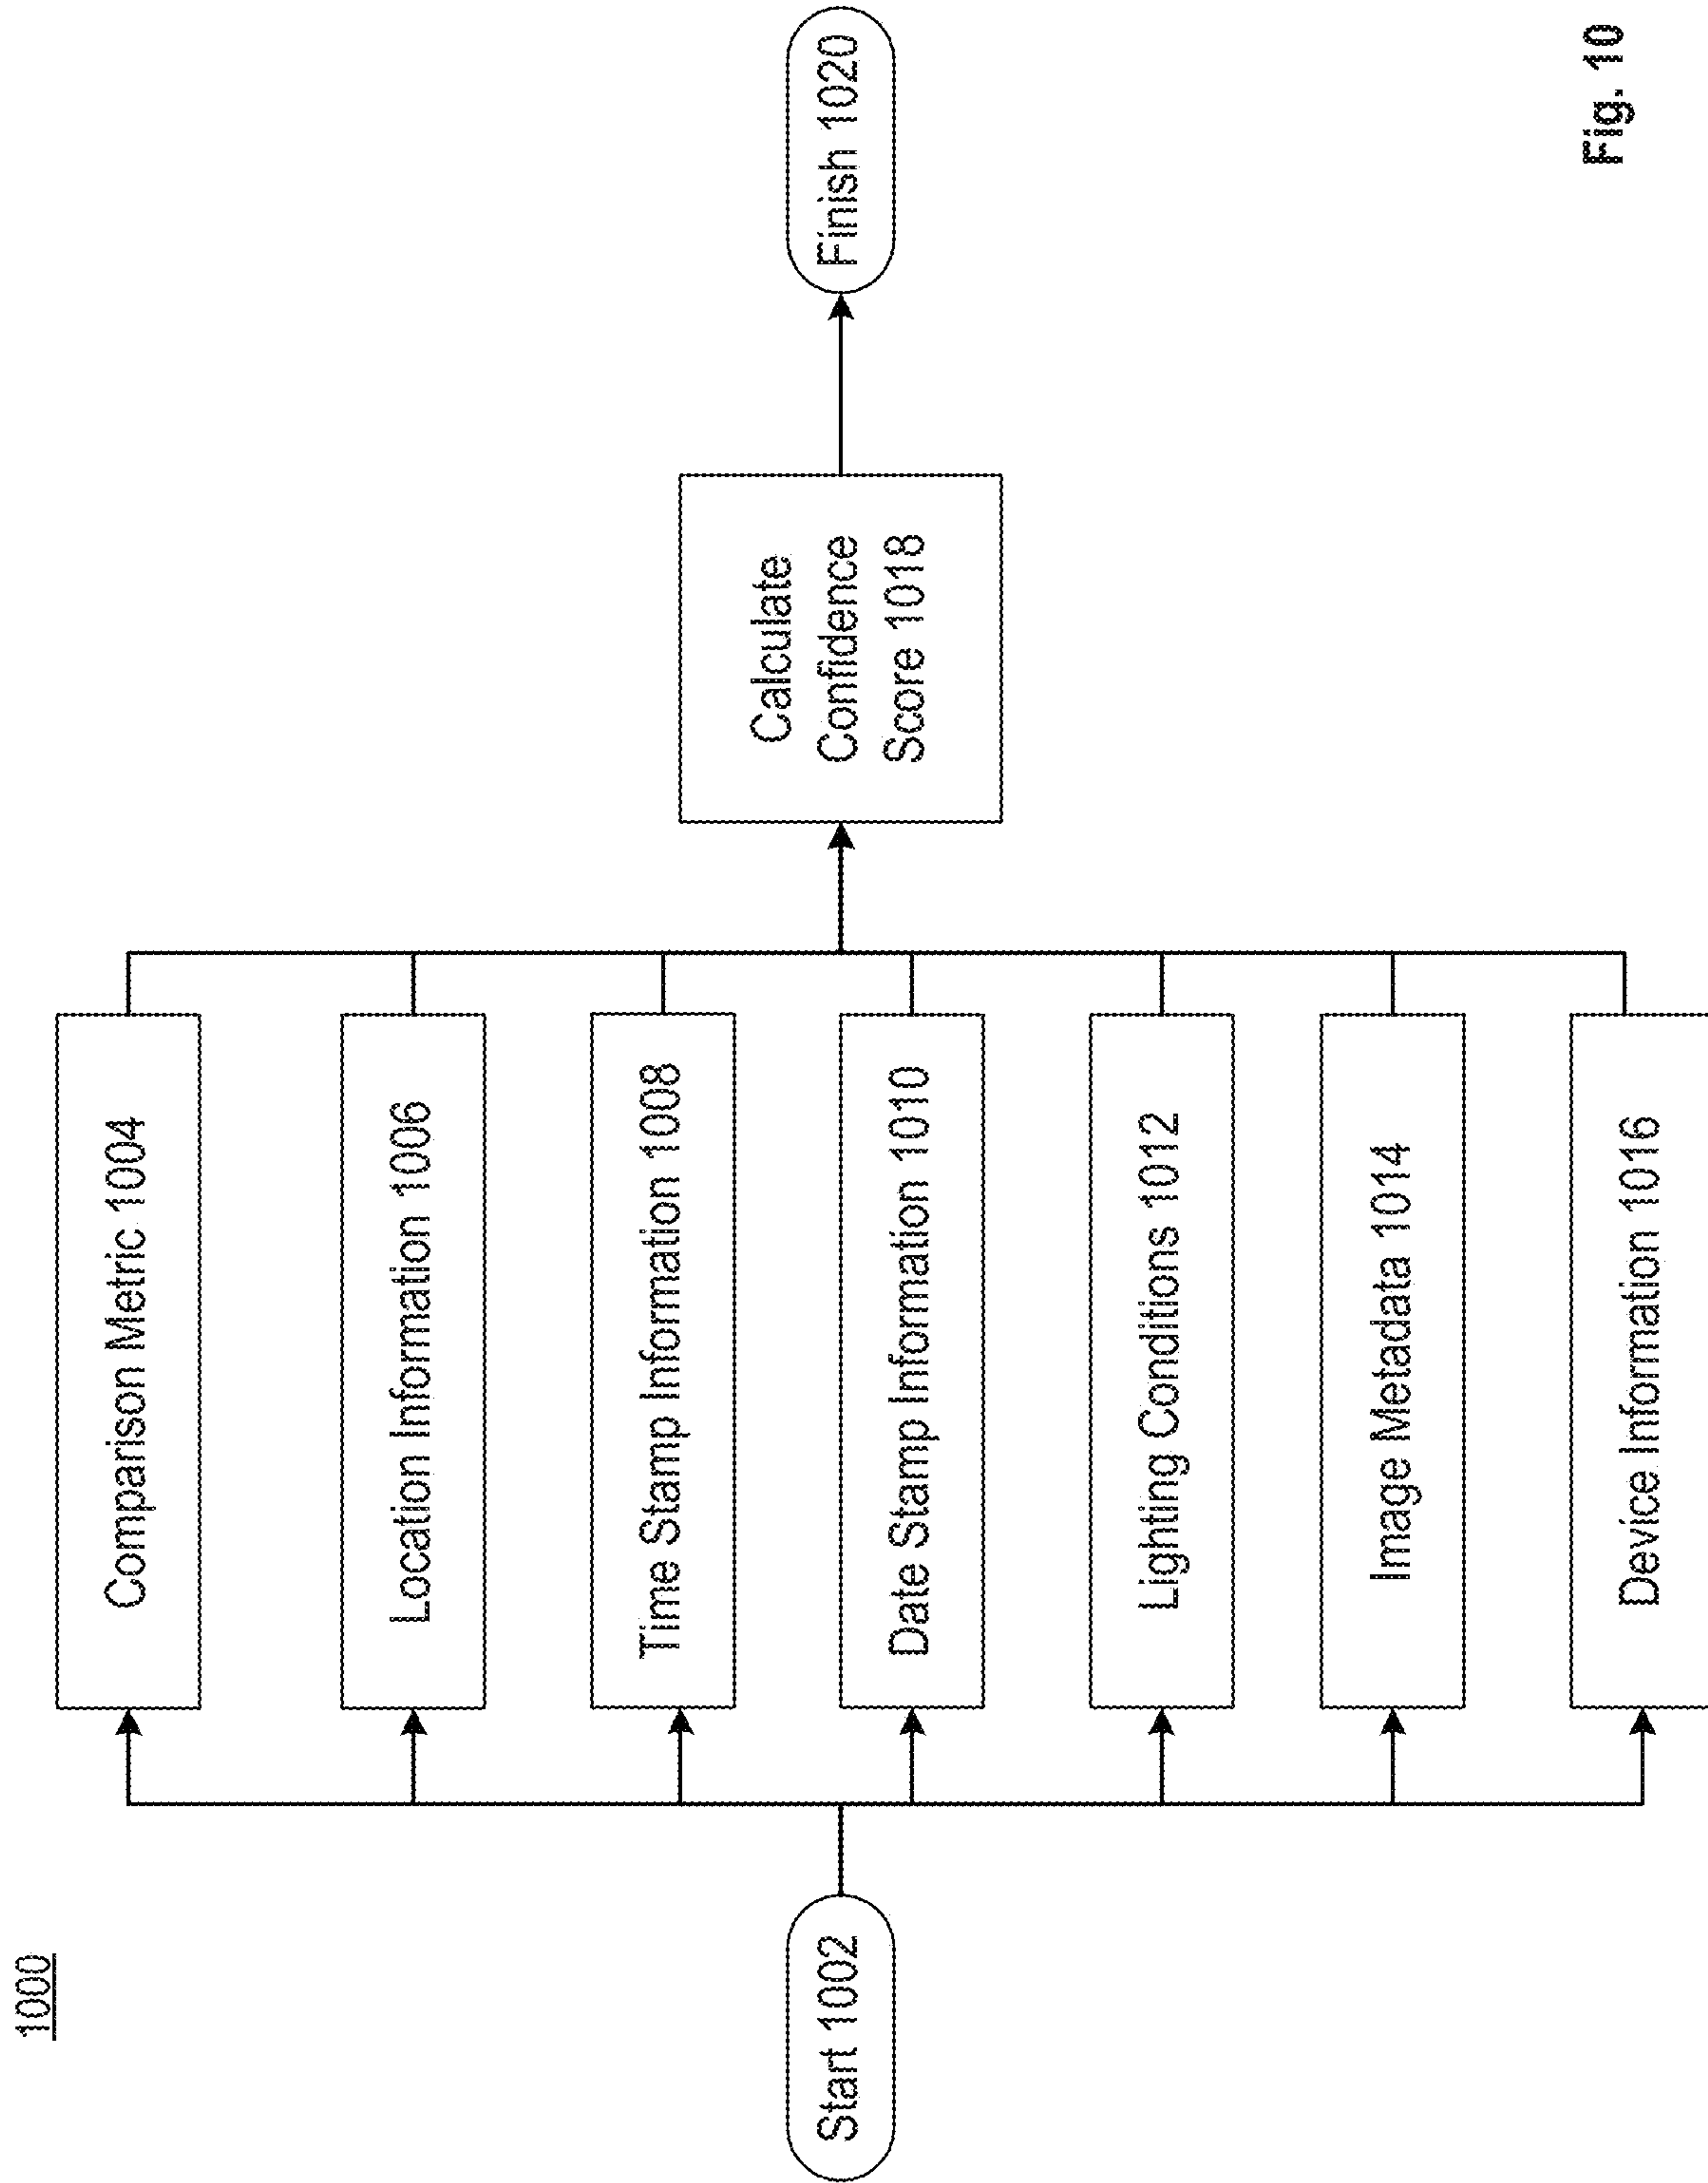 1000
Start 1002
Comparison Metric 1004
Location Information 1006
Time Stamp Information 1008
Date Stamp Information 1010
Lighting Conditions 1012
Image Metadata 1014
Device Information 1016
Calculate
Confidence
Score 1018
Finish 1020
Fig. 10